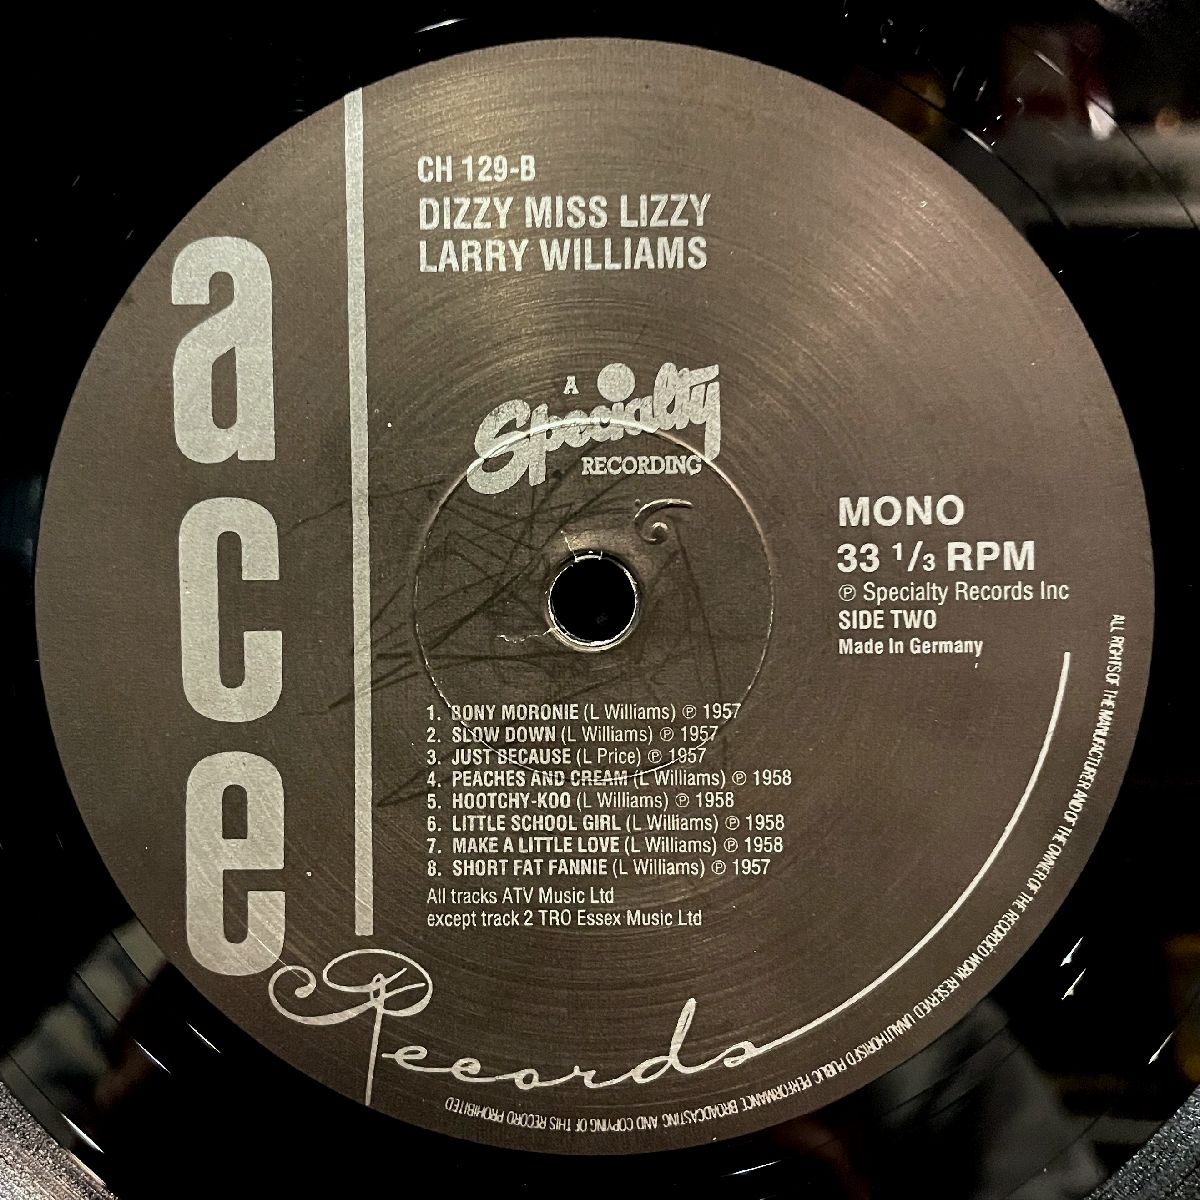 CH 129-B
DIZZY MISS LIZZY
LARRY WILLIAMS
ace
Records
A
Specialty
RECORDING
MONO
33 1/3 RPM
℗ Specialty Records Inc
SIDE TWO
Made In Germany
1. BONY MORONIE (L Williams) ℗ 1957
2. SLOW DOWN (L Williams) ℗ 1957
3. JUST BECAUSE (L Price) ℗ 1957
4. PEACHES AND CREAM (L Williams) ℗ 1958
5. HOOTCHY-KOO (L Williams) ℗ 1958
6. LITTLE SCHOOL GIRL (L Williams) ℗ 1958
7. MAKE A LITTLE LOVE (L Williams) ℗ 1958
8. SHORT FAT FANNIE (L Williams) ℗ 1957
All tracks ATV Music Ltd
except track 2 TRO Essex Music Ltd
ALL RIGHTS OF THE MANUFACTURER AND OF THE OWNER OF THE RECORDED WORK RESERVED. UNAUTHORISED PUBLIC PERFORMANCE BROADCASTING AND COPYING OF THIS RECORD PROHIBITED